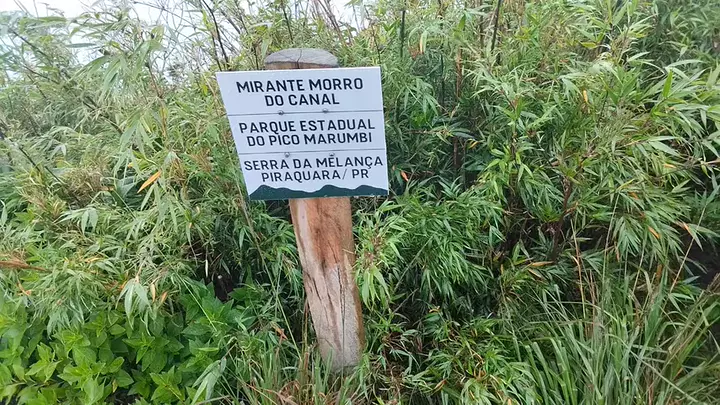 MIRANTE MORRO
DO CANAL
PARQUE ESTADUAL
DO PICO MARUMBI
SERRA DA MELANÇA
PIRAQUARA/PR